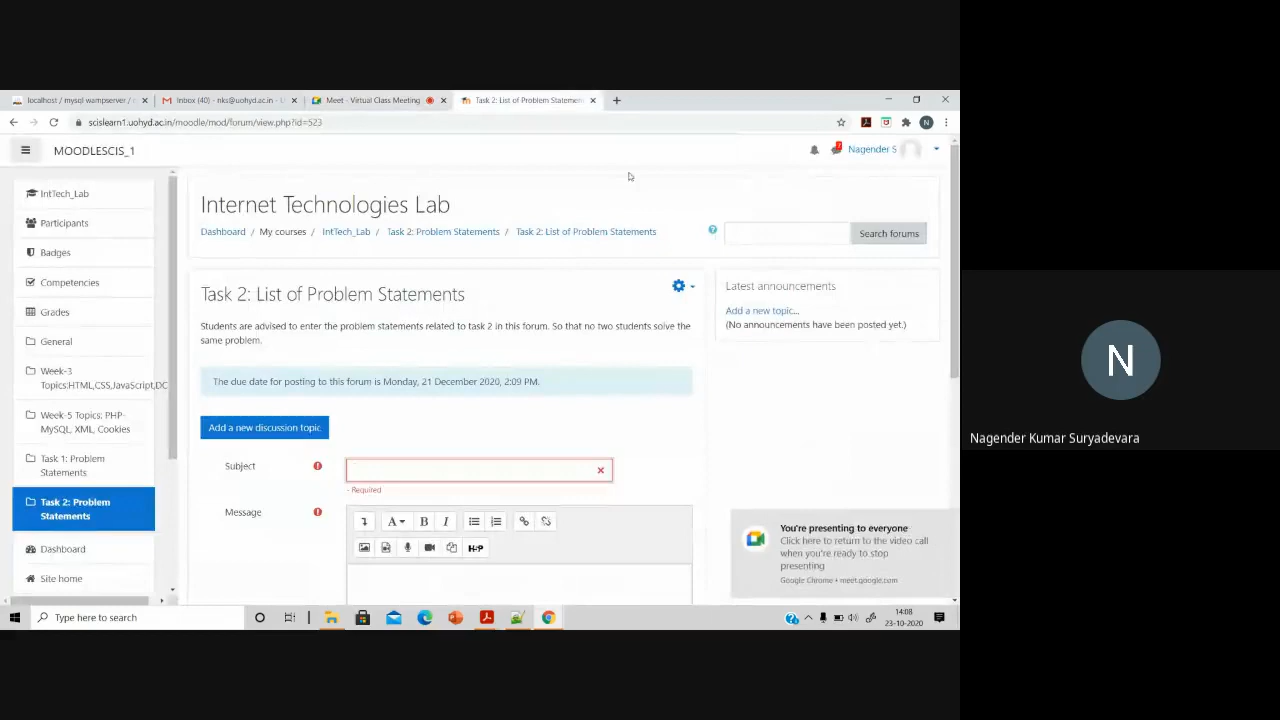 localhost / mysql wampserver /
Inbox (40) - nks@uohyd.ac.in -
Meet - Virtual Class Meeting
Task 2: List of Problem Statemen
scislearn1.uohyd.ac.in/moodle/mod/forum/view.php?id=523
N
MOODLESCIS_1
Nagender S
IntTech_Lab
Participants
Badges
Competencies
Grades
General
Week-3
Topics:HTML,CSS,JavaScript,DC
Week-5 Topics: PHP-
MySQL, XML, Cookies
Task 1: Problem
Statements
Task 2: Problem
Statements
Dashboard
Site home
Internet Technologies Lab
Dashboard / My courses / IntTech_Lab / Task 2: Problem Statements / Task 2: List of Problem Statements
Search forums
Task 2: List of Problem Statements
Students are advised to enter the problem statements related to task 2 in this forum. So that no two students solve the
same problem.
The due date for posting to this forum is Monday, 21 December 2020, 2:09 PM.
Add a new discussion topic
Subject
- Required
Message
A
B
I
H-P
Latest announcements
Add a new topic...
(No announcements have been posted yet.)
You're presenting to everyone
Click here to return to the video call
when you're ready to stop
presenting
Google Chrome • meet.google.com
Type here to search
14:08
23-10-2020
N
Nagender Kumar Suryadevara